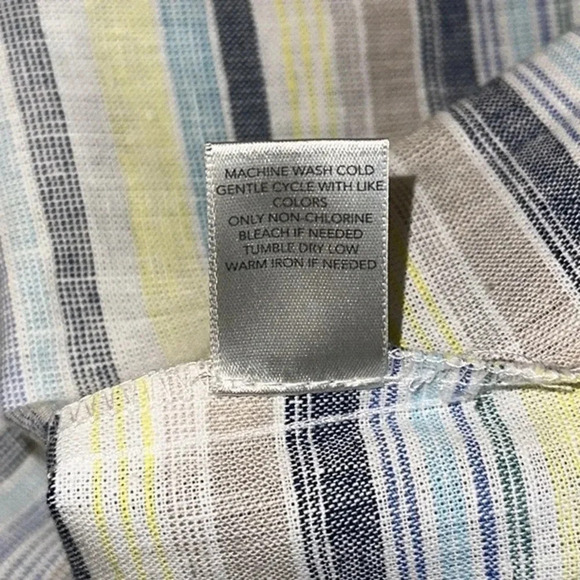 MACHINE WASH COLD
GENTLE CYCLE WITH LIKE
COLORS
ONLY NON-CHLORINE
BLEACH IF NEEDED
TUMBLE DRY LOW
WARM IRON IF NEEDED